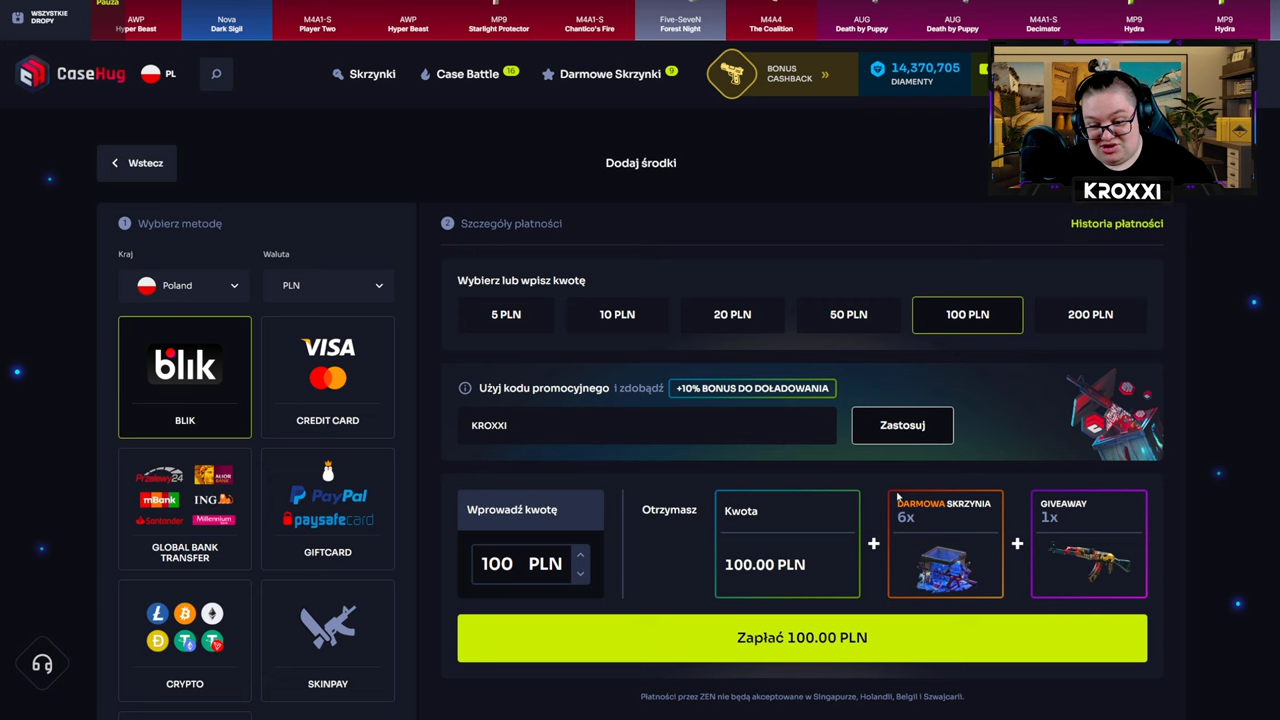 WSZYSTKIE
DROPY
Pauza
AWP
Hyper Beast
Nova
Dark Sigil
M4A1-S
Player Two
AWP
Hyper Beast
MP9
Starlight Protector
M4A1-S
Chantico's Fire
Five-SeveN
Forest Night
M4A4
The Coalition
AUG
Death by Puppy
AUG
Death by Puppy
M4A1-S
Decimator
MP9
Hydra
MP9
Hydra
CaseHug
PL
Skrzynki
Case Battle 16
Darmowe Skrzynki 9
BONUS
CASHBACK
14,370,705
DIAMENTY
KROXXI
Wstecz
Dodaj środki
1 Wybierz metodę
2 Szczegóły płatności
Historia płatności
Kraj
Waluta
Poland
PLN
Wybierz lub wpisz kwotę
5 PLN
10 PLN
20 PLN
50 PLN
100 PLN
200 PLN
blik
BLIK
VISA
CREDIT CARD
Użyj kodu promocyjnego i zdobądź +10% BONUS DO DOŁADOWANIA
KROXXI
Zastosuj
Przelewy24
ALIOR
BANK
mBank
ING
Santander
Millennium
GLOBAL BANK
TRANSFER
PayPal
paysafecard
GIFTCARD
Wprowadź kwotę
100 PLN
Otrzymasz
Kwota
100.00 PLN
+
DARMOWA SKRZYNIA
6x
+
GIVEAWAY
1x
Zapłać 100.00 PLN
CRYPTO
SKINPAY
Płatności przez ZEN nie będą akceptowane w Singapurze, Holandii, Belgii i Szwajcarii.